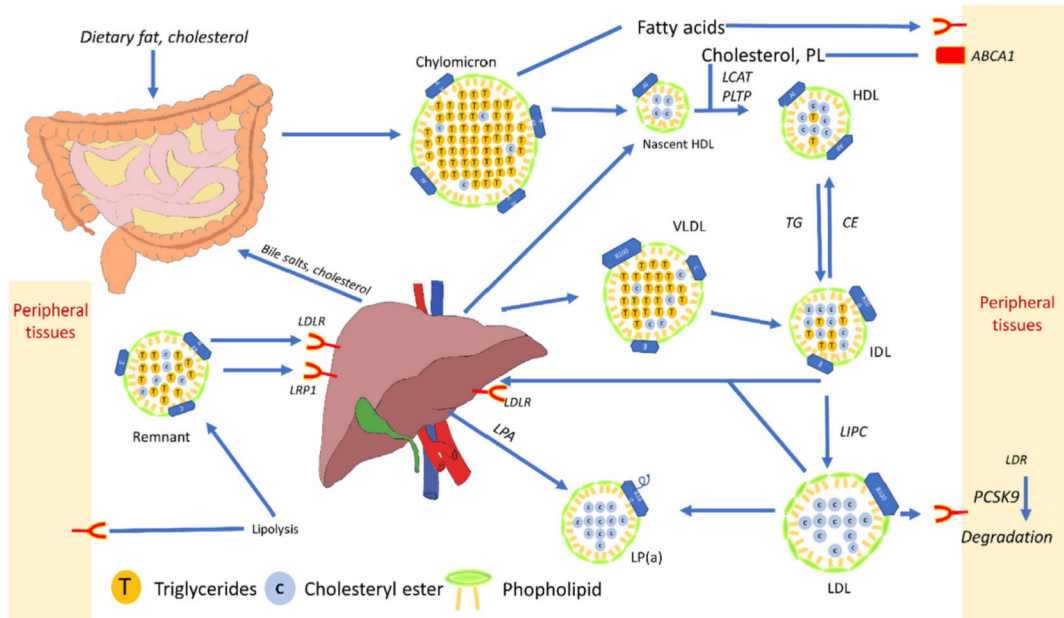 Dietary fat, cholesterol
Fatty acids
Cholesterol, PL
ABCA1
Chylomicron
LCAT
PLTP
HDL
Nascent HDL
TG
CE
VLDL
B100
C
E
Bile salts, cholesterol
Peripheral
tissues
Peripheral
tissues
LDLR
LRP1
Remnant
IDL
E
LDLR
LPA
LIPC
LDR
PCSK9
Degradation
Lipolysis
B100
LP(a)
LDL
T Triglycerides c Cholesteryl ester Phopholipid